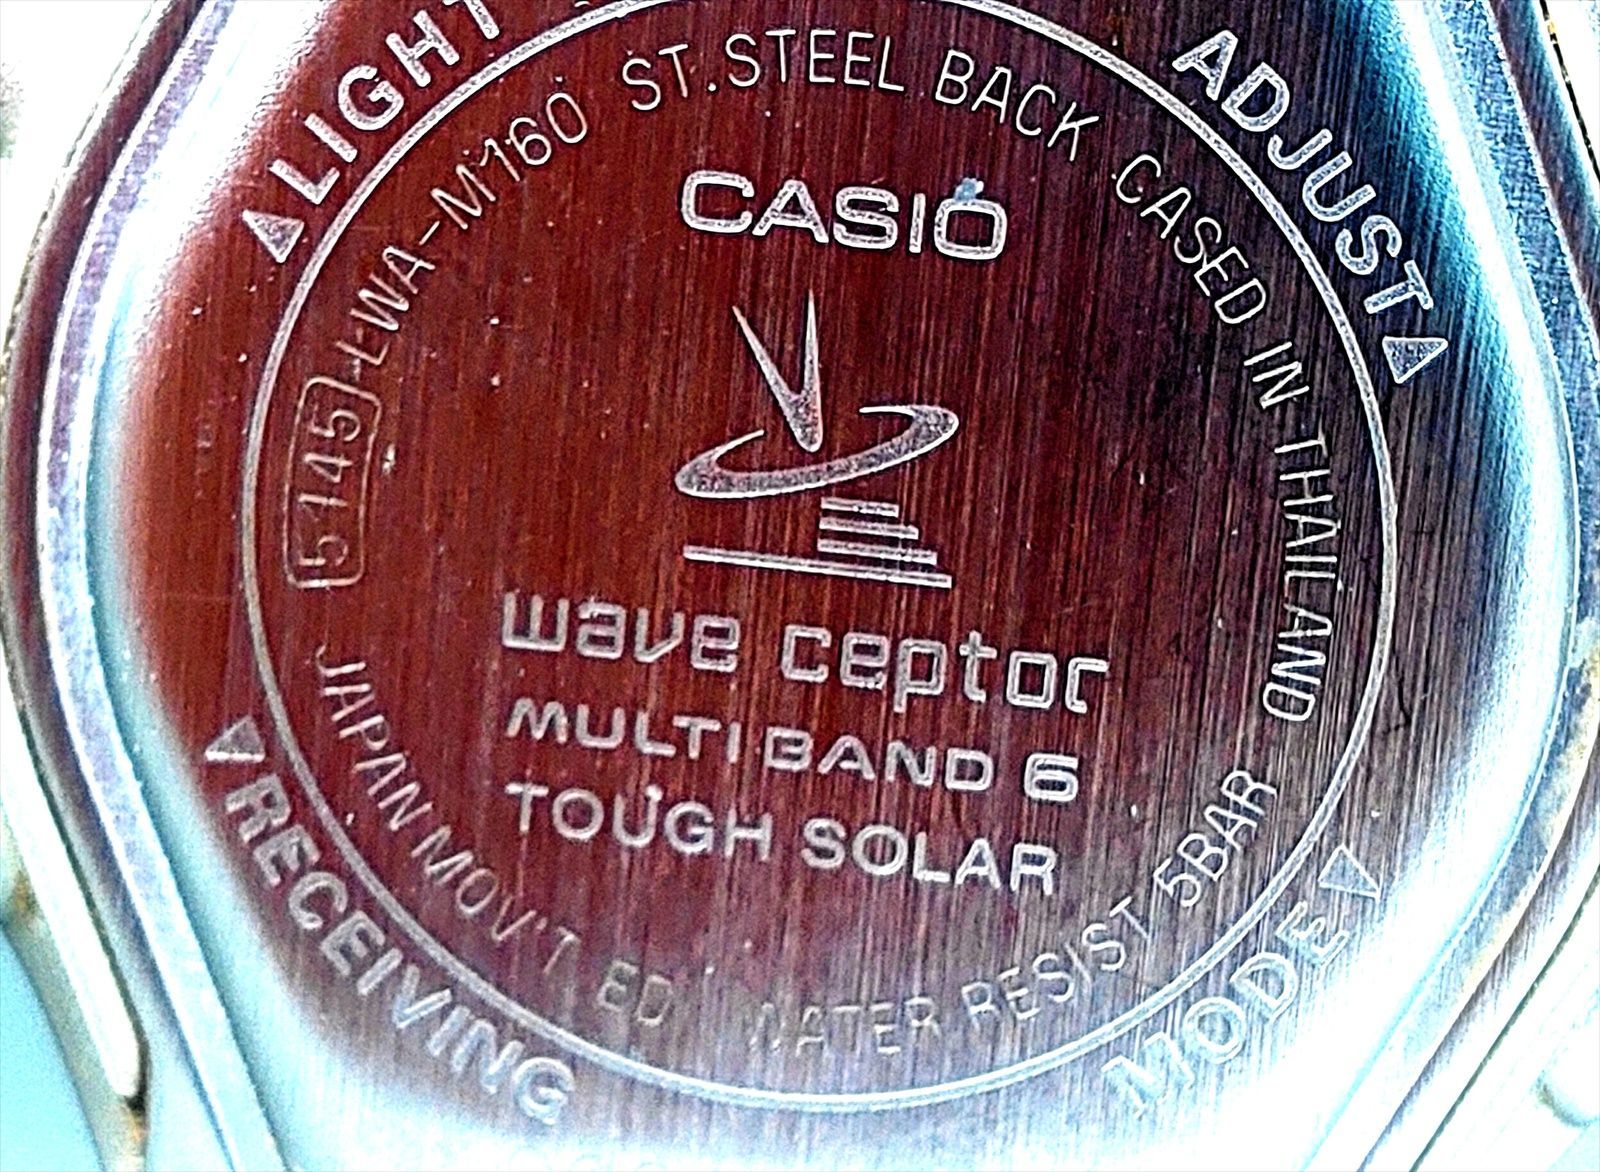 △LIGHT
ADJUST△
5145 LWA-M160 ST.STEEL BACK CASED IN THAILAND
CASIO
wave ceptor
MULTI BAND 6
TOUGH SOLAR
JAPAN MOV'T ED WATER RESIST 5BAR
▽RECEIVING
MODE▽